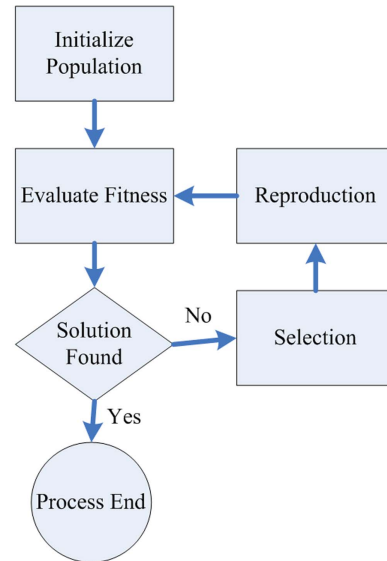 Initialize
Population
Evaluate Fitness
Reproduction
Solution
Found
No
Selection
Yes
Process End